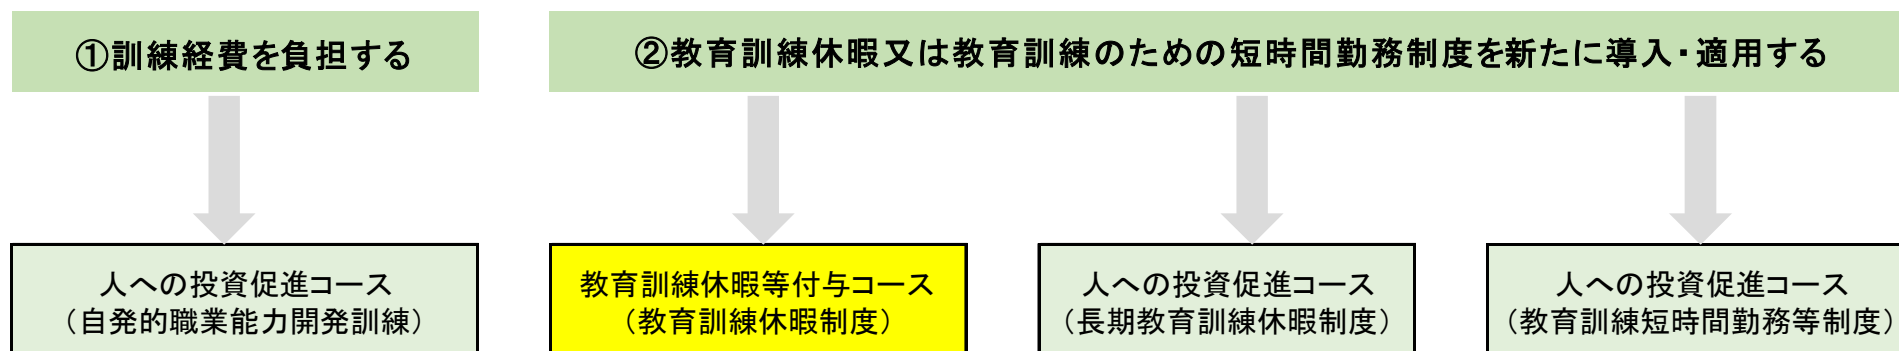 ①訓練経費を負担する
②教育訓練休暇又は教育訓練のための短時間勤務制度を新たに導入・適用する
人への投資促進コース
（自発的職業能力開発訓練）
教育訓練休暇等付与コース
（教育訓練休暇制度）
人への投資促進コース
（長期教育訓練休暇制度）
人への投資促進コース
（教育訓練短時間勤務等制度）